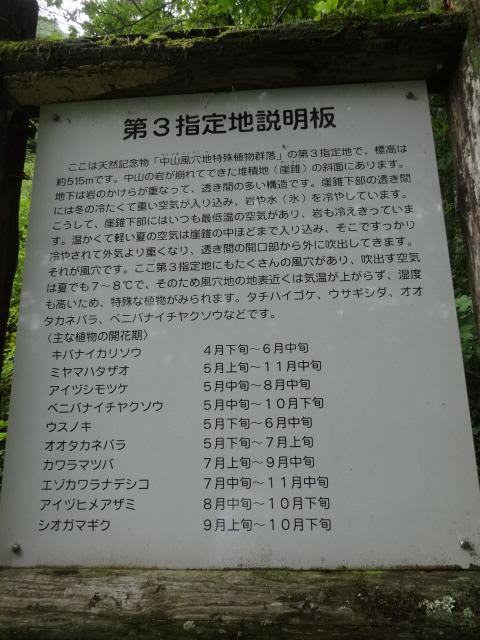 第3指定地説明板
ここは天然記念物「中山風穴地特殊植物群落」の第3指定地で、標高は
約515mです。中山の岩が崩れてできた堆積地(崖錐)の斜面にあります。
地下は岩のかけらが重なって、透き間の多い構造です。崖錐下部の透き間
には冬の冷たくて重い空気が入り込み、岩や水(氷)を冷やしています。
こうして、崖錐下部にはいつも最低温の空気があり、岩も冷えきっていま
す。温かくて軽い夏の空気は崖錐の中ほどまで入り込み、そこですっかり
冷やされて外気より重くなり、透き間の開口部から外に吹出してきます。
それが風穴です。ここ第3指定地にもたくさんの風穴があり、吹出す空気
は夏でも7~8℃で、そのため風穴地の地表近くは気温が上がらず、湿度
も高いため、特殊な植物がみられます。タチハイゴケ、ウサギシダ、オオ
タカネバラ、ベニバナイチヤクソウなどです。
〈主な植物の開花期〉
キバナイカリソウ 4月下旬~6月中旬
ミヤマハタザオ 5月上旬~11月中旬
アイヅシモツケ 5月中旬~8月中旬
ベニバナイチヤクソウ 5月中旬~10月下旬
ウスノキ 5月下旬~6月中旬
オオタカネバラ 5月下旬~7月上旬
カワラマツバ 7月上旬~9月中旬
エゾカワラナデシコ 7月中旬~11月中旬
アイヅヒメアザミ 8月中旬~10月下旬
シオガマギク 9月上旬~10月下旬